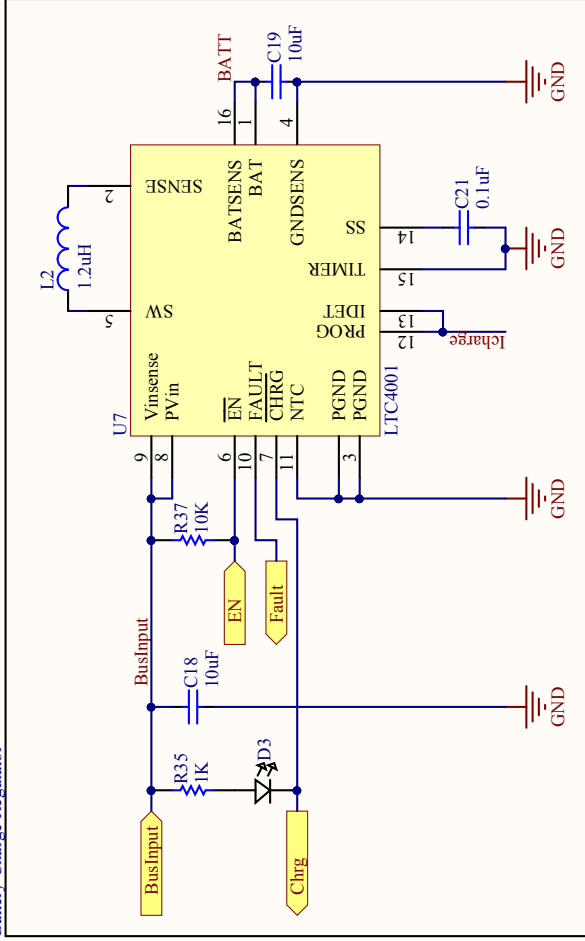 BusInput
R35
1K
D3
Chrg
BusInput
C18
10uF
GND
R37
10K
EN
Fault
GND
U7
9
8
6
10
7
11
3
Vinsense
PVin
EN
FAULT
CHRG
NTC
PGND
PGND
LTC4001
L2
1.2uH
5
2
SW
SENSE
BATSENS
BAT
GNDSENS
16
1
4
BATT
C19
10uF
GND
PROG
IDET
TIMER
SS
12
13
15
14
Icharge
C21
0.1uF
GND